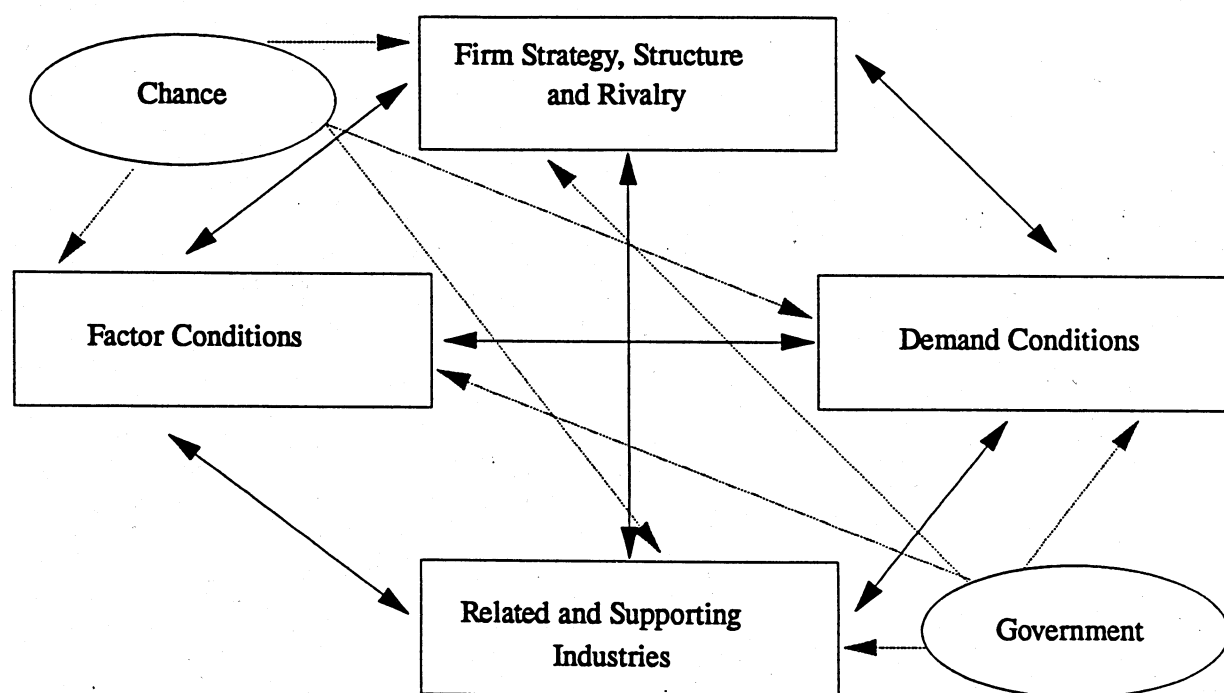 Firm Strategy, Structure
and Rivalry
Chance
Factor Conditions
Demand Conditions
Related and Supporting
Industries
Government